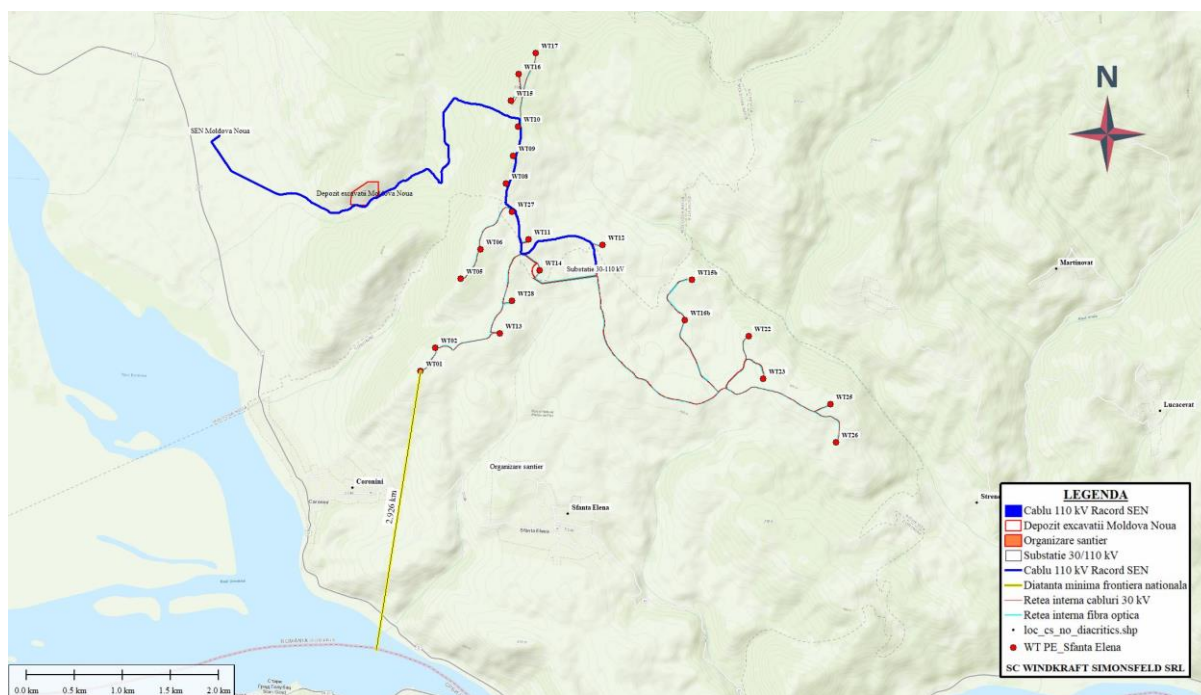 WT17
WT16
WT15
WT10
SEN Moldova Noua
WT09
WT08
Depozit excavatii Moldova Noua
WT27
WT11
WT12
WT06
WT14
Substatie 30-110 kV
WT05
WT15b
WT28
WT16b
WT13
WT22
WT02
WT01
WT23
WT25
WT26
N
Martinovat
Lucacevat
2.926 km
Organizare santier
Coronini
Sfanta Elena
Sfanta Elena
LEGENDA
Cablu 110 kV Racord SEN
Depozit excavatii Moldova Noua
Organizare santier
Substatie 30/110 kV
Cablu 110 kV Racord SEN
Diatanta minima frontiera nationala
Retea interna cabluri 30 kV
Retea interna fibra optica
loc_cs_no_diacritics.shp
WT PE_Sfanta Elena
SC WINDKRAFT SIMONSFELD SRL
0.0 km 0.5 km 1.0 km 1.5 km 2.0 km